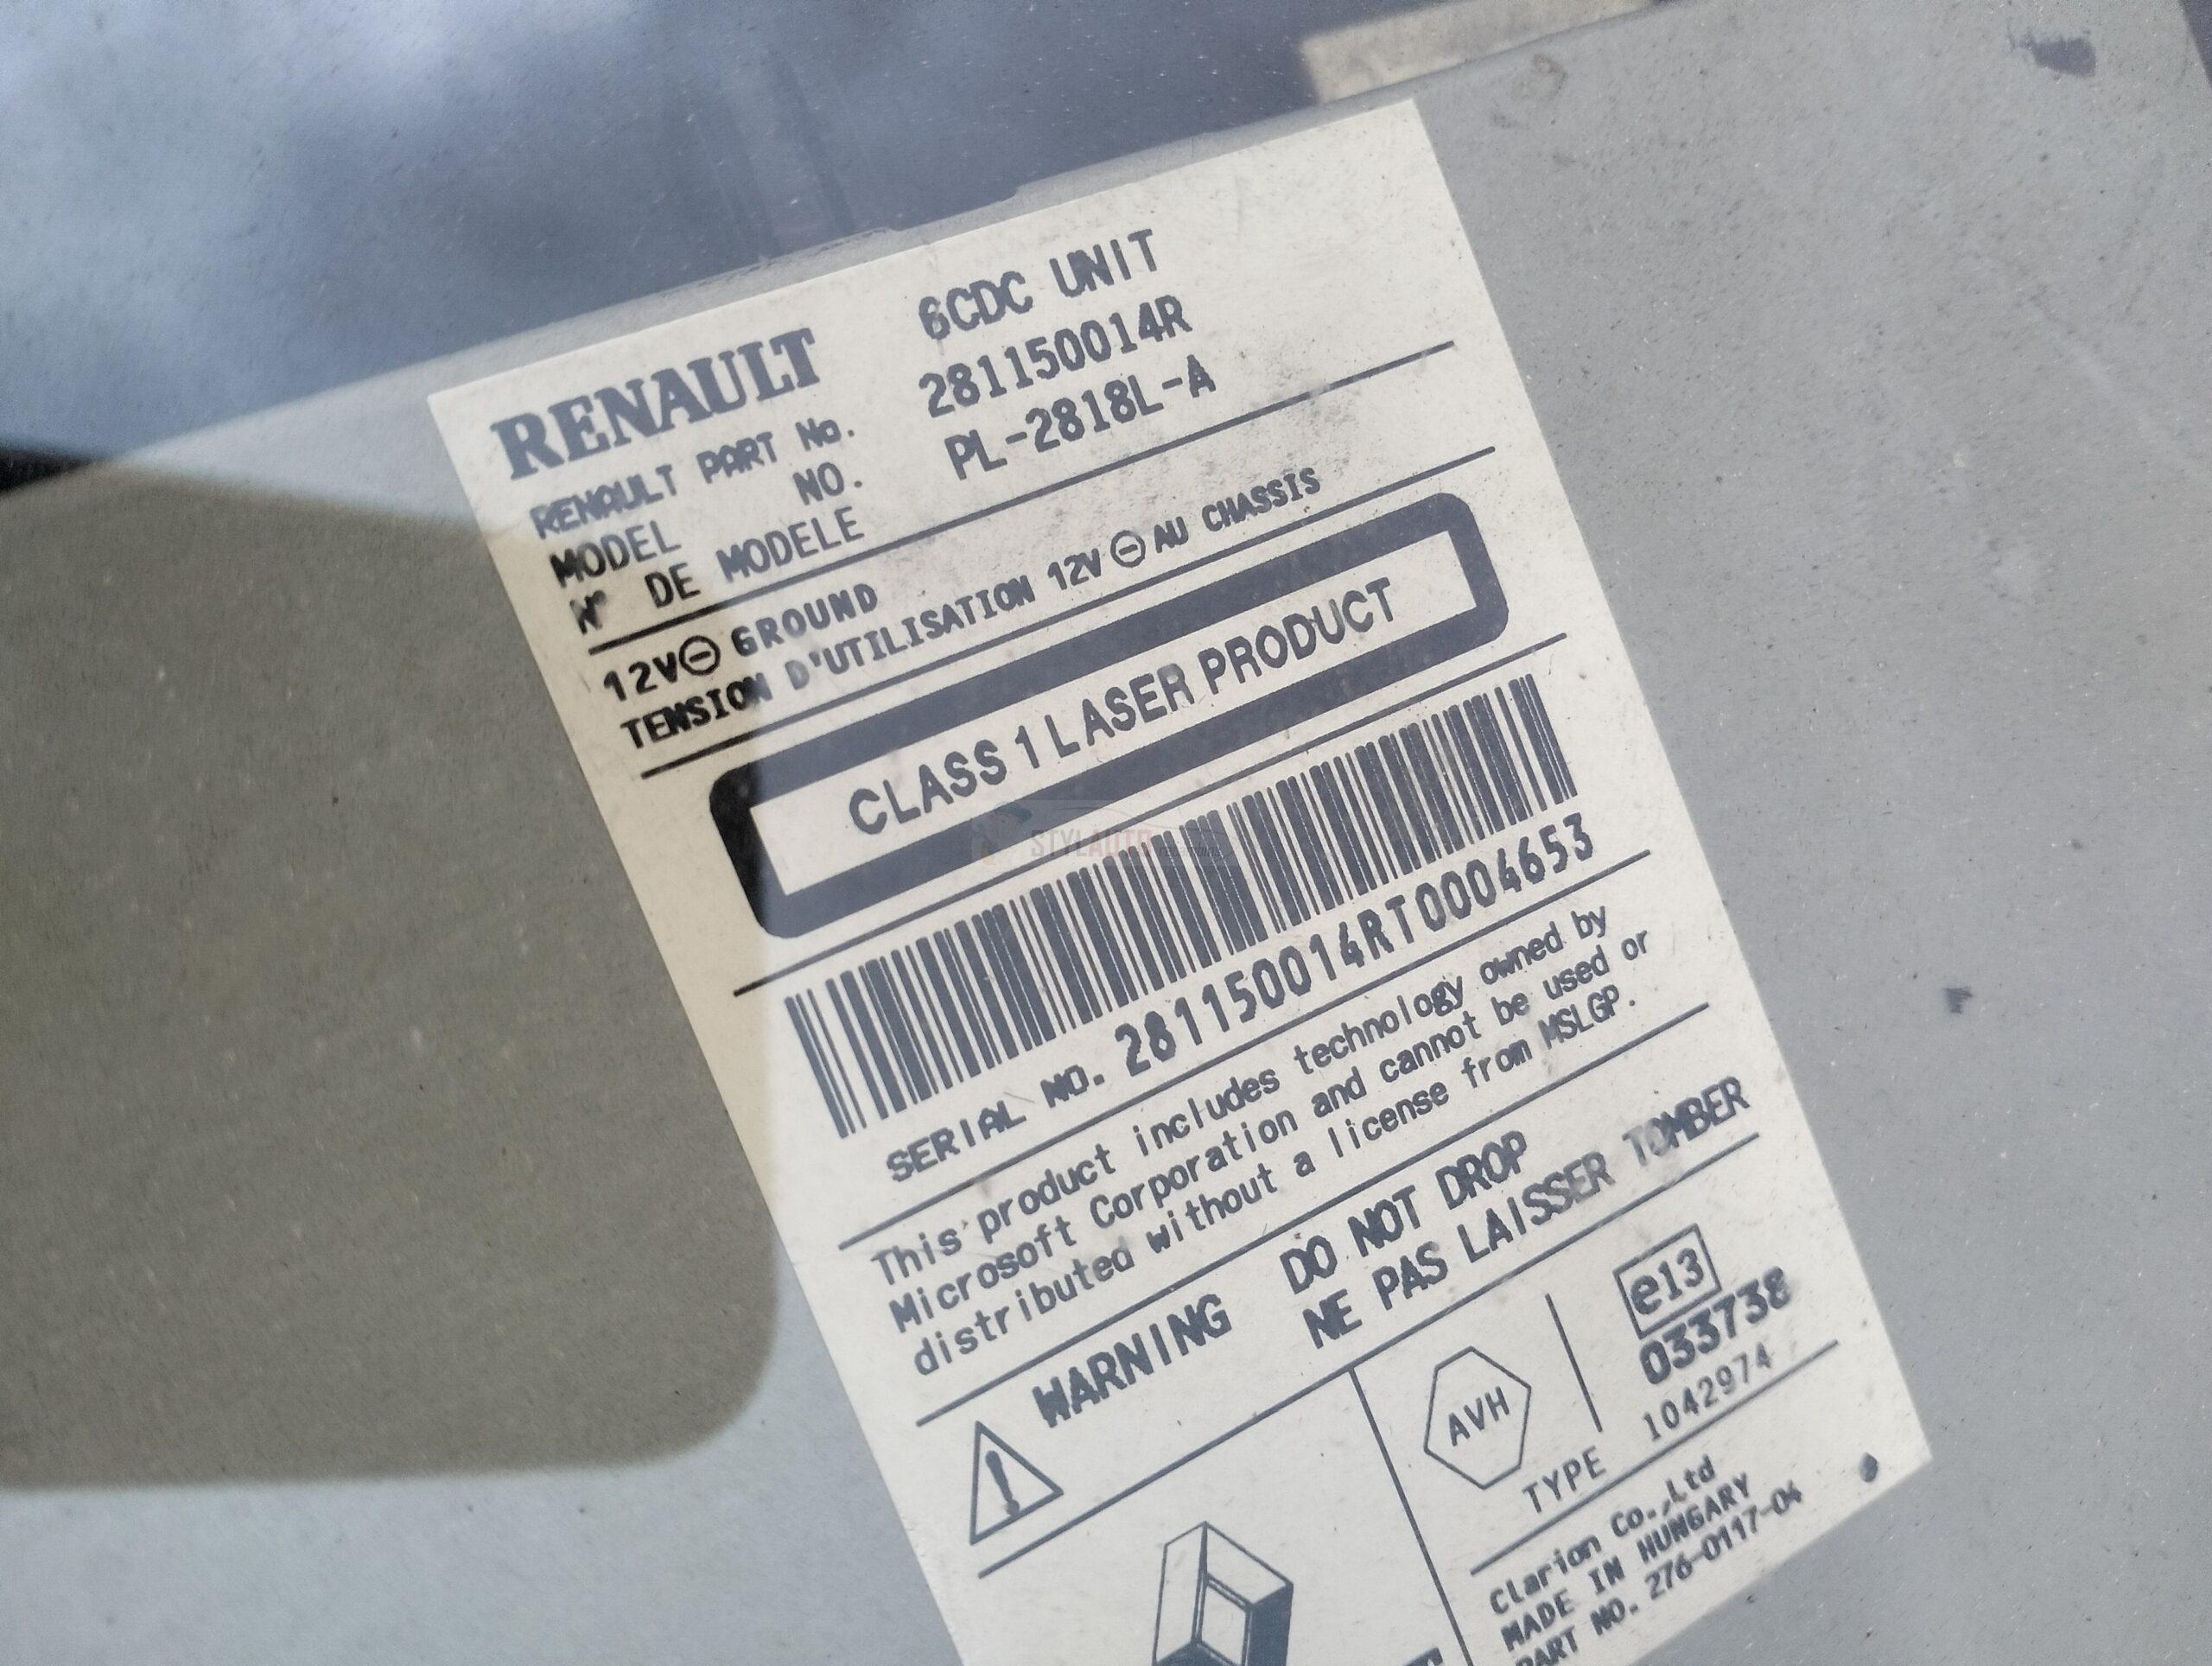 RENAULT 6CDC UNIT
RENAULT PART No. 281150014R
MODEL NO. PL-2818L-A
N° DE MODELE
12V⊖ GROUND
TENSION D'UTILISATION 12V ⊖ AU CHASSIS
CLASS 1 LASER PRODUCT
STYLAUTO
SERIAL NO. 281150014RT0004653
This product includes technology owned by
Microsoft Corporation and cannot be used or
distributed without a license from MSLGP.
WARNING DO NOT DROP
NE PAS LAISSER TOMBER
AVH
e13
033738
TYPE 1042974
Clarion Co.,Ltd
MADE IN HUNGARY
PART NO. 276-0117-04